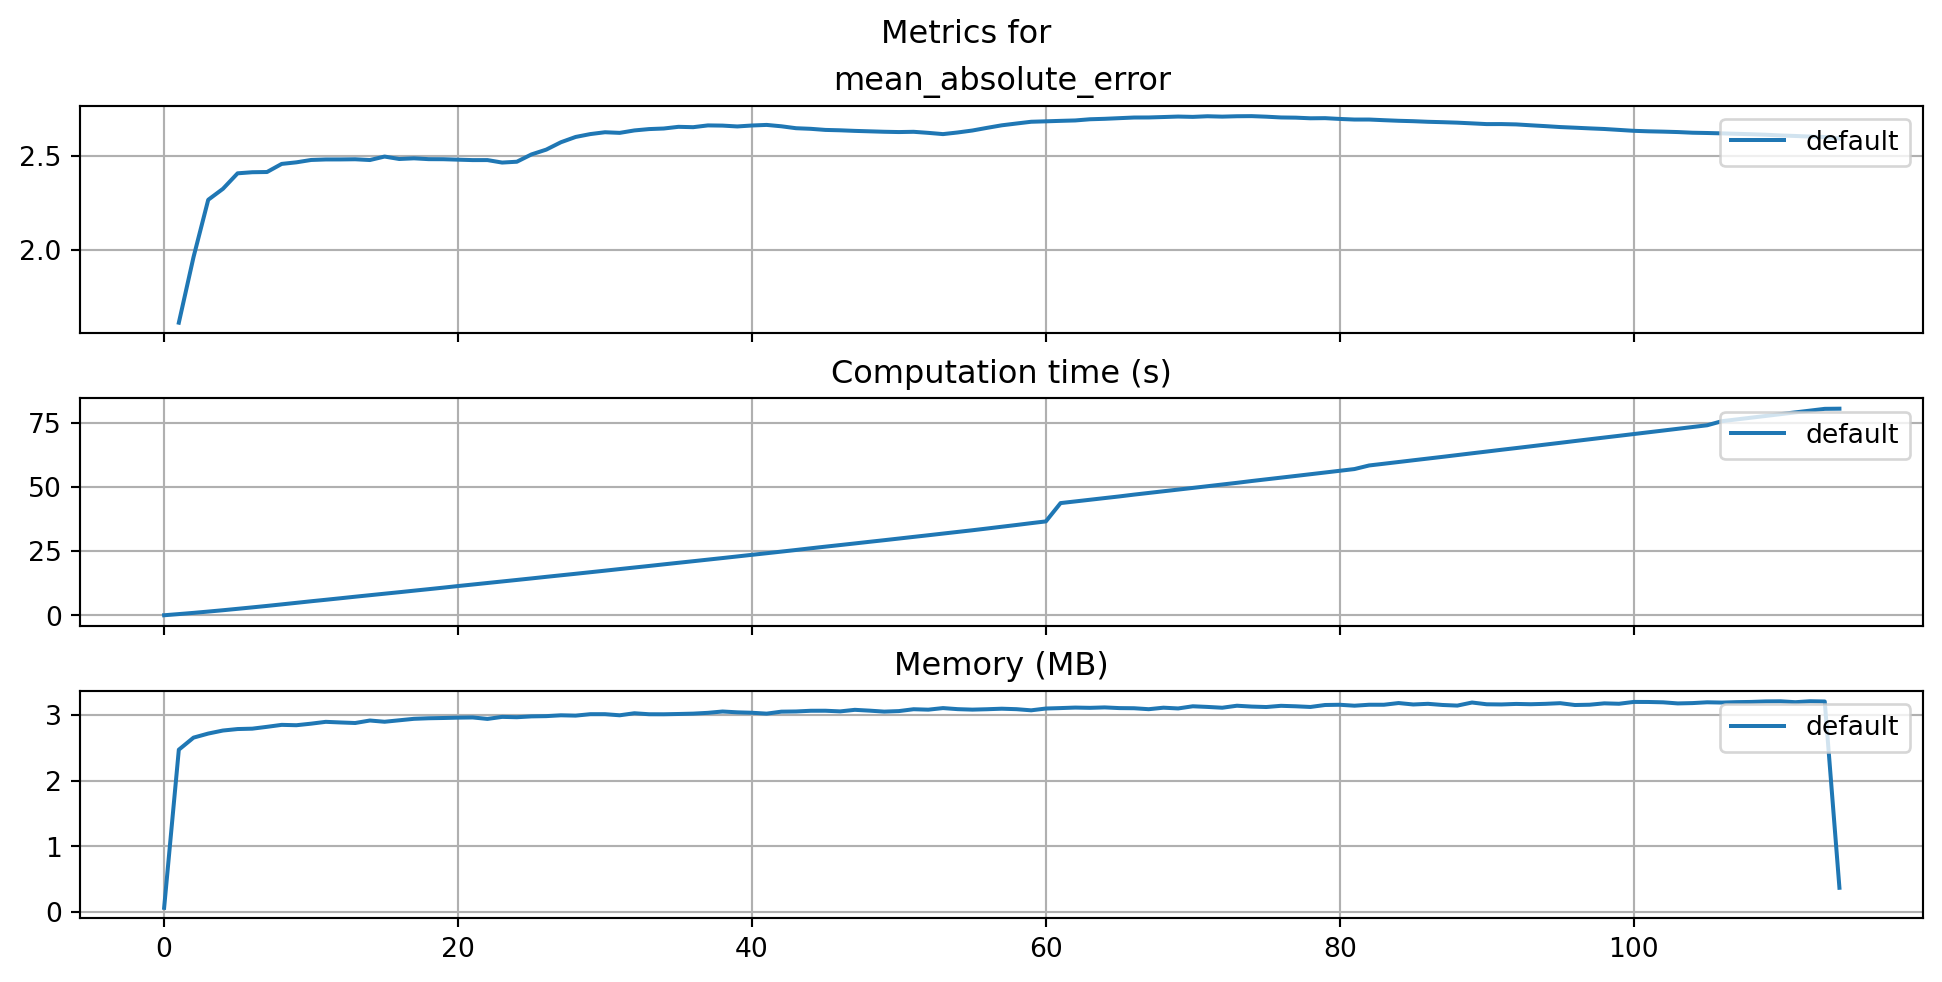 Metrics for
mean_absolute_error
2.5
2.0
default
Computation time (s)
75
50
25
0
default
Memory (MB)
3
2
1
0
default
0 20 40 60 80 100